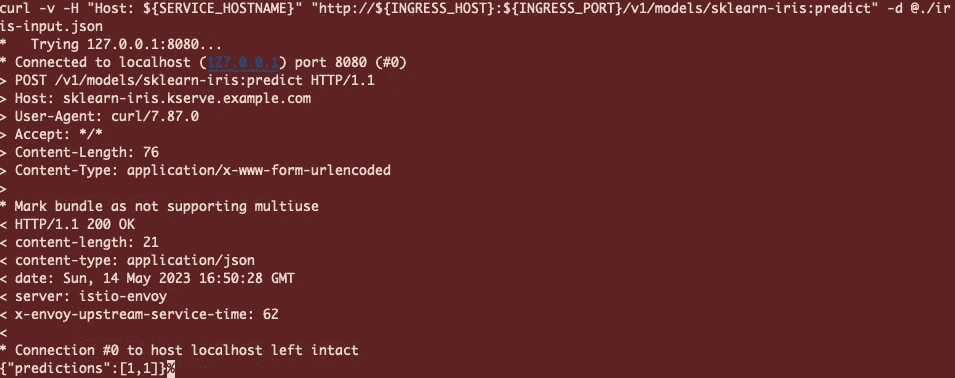 curl -v -H "Host: ${SERVICE_HOSTNAME}" "http://${INGRESS_HOST}:${INGRESS_PORT}/v1/models/sklearn-iris:predict" -d @./ir
is-input.json
*   Trying 127.0.0.1:8080...
* Connected to localhost (127.0.0.1) port 8080 (#0)
> POST /v1/models/sklearn-iris:predict HTTP/1.1
> Host: sklearn-iris.kserve.example.com
> User-Agent: curl/7.87.0
> Accept: */*
> Content-Length: 76
> Content-Type: application/x-www-form-urlencoded
>
* Mark bundle as not supporting multiuse
< HTTP/1.1 200 OK
< content-length: 21
< content-type: application/json
< date: Sun, 14 May 2023 16:50:28 GMT
< server: istio-envoy
< x-envoy-upstream-service-time: 62
<
* Connection #0 to host localhost left intact
{"predictions":[1,1]}%